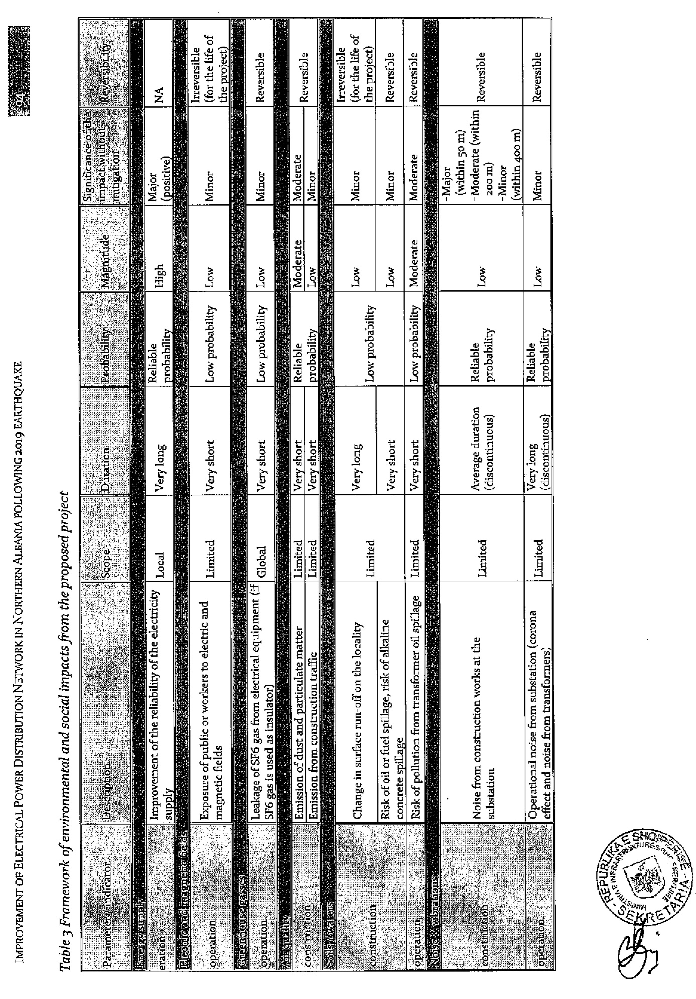 IMPROVEMENT OF ELECTRICAL POWER DISTRIBUTION NETWORK IN NORTHERN ALBANIA FOLLOWING 2019 EARTHQUAKE
94
Table 3 Framework of environmental and social impacts from the proposed project
Parameter/indicator Description Scope Duration Probability Magnitude Significance of the impact without mitigation Reversibility
Energy supply
eration Improvement of the reliability of the electricity supply Local Very long Reliable probability High Major (positive) NA
Electric and magnetic fields
operation Exposure of public or workers to electric and magnetic fields Limited Very short Low probability Low Minor Irreversible (for the life of the project)
Greenhouse gasses
operation Leakage of SF6 gas from electrical equipment (if SF6 gas is used as insulator) Global Very short Low probability Low Minor Reversible
Air quality
construction Emission of dust and particulate matter Limited Very short Reliable probability Moderate Moderate Reversible
Emission from construction traffic Limited Very short Low Minor
Soils/Waters
construction Change in surface run-off on the locality Limited Very long Low probability Low Minor Irreversible (for the life of the project)
Risk of oil or fuel spillage, risk of alkaline concrete spillage Very short Low Minor Reversible
operation Risk of pollution from transformer oil spillage Limited Very short Low probability Moderate Moderate Reversible
Noise & vibrations
construction Noise from construction works at the substation Limited Average duration (discontinuous) Reliable probability Low -Major (within 50 m) -Moderate (within 200 m) -Minor (within 400 m) Reversible
operation Operational noise from substation (corona effect and noise from transformers) Limited Very long (discontinuous) Reliable probability Low Minor Reversible
- REPUBLIKA E SHQIPERISE -
MINISTRIA E INFRASTRUKTURES DHE ENERGJISE
SEKRETARIA